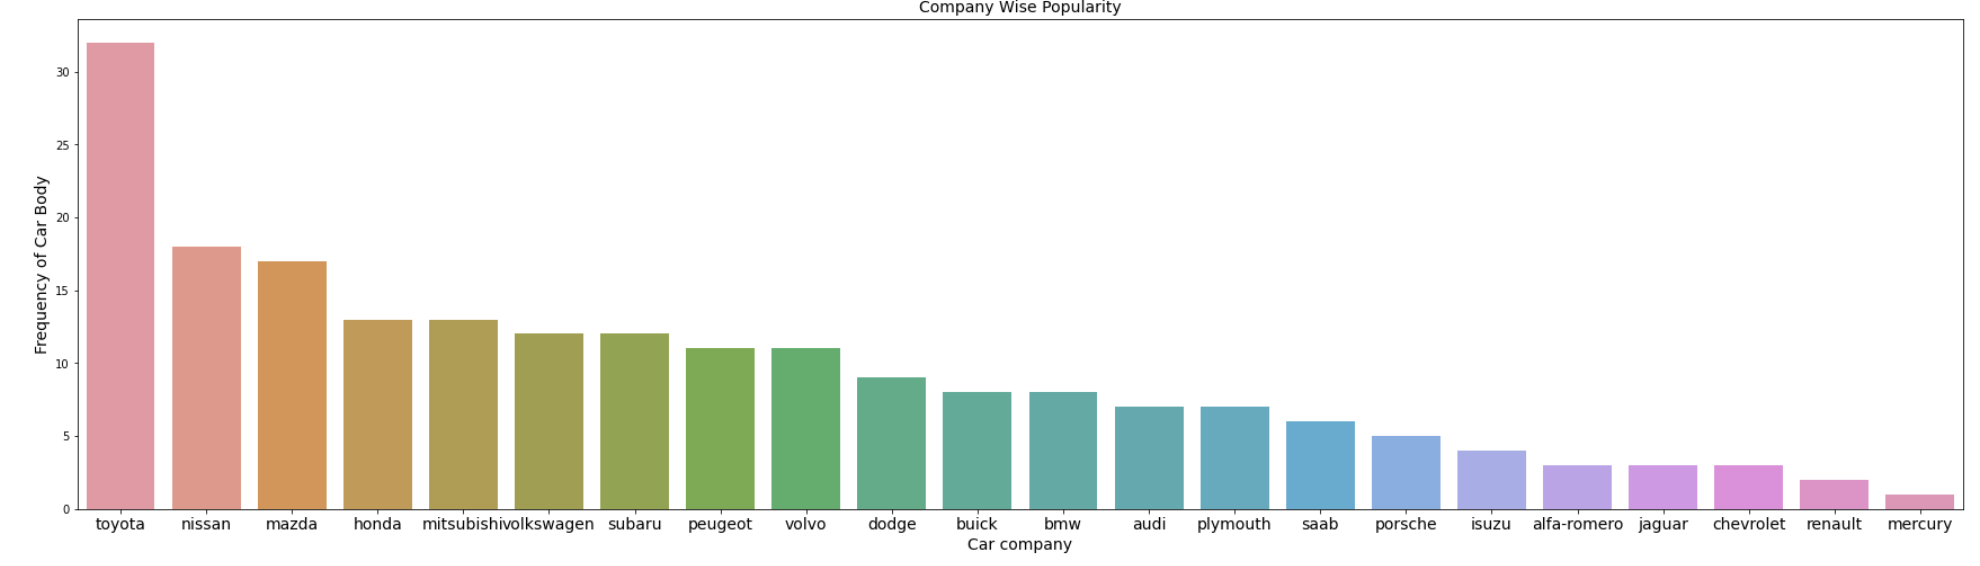 Company Wise Popularity
Frequency of Car Body
30
25
20
15
10
5
0
toyota nissan mazda honda mitsubishi volkswagen subaru peugeot volvo dodge buick bmw audi plymouth saab porsche isuzu alfa-romero jaguar chevrolet renault mercury
Car company